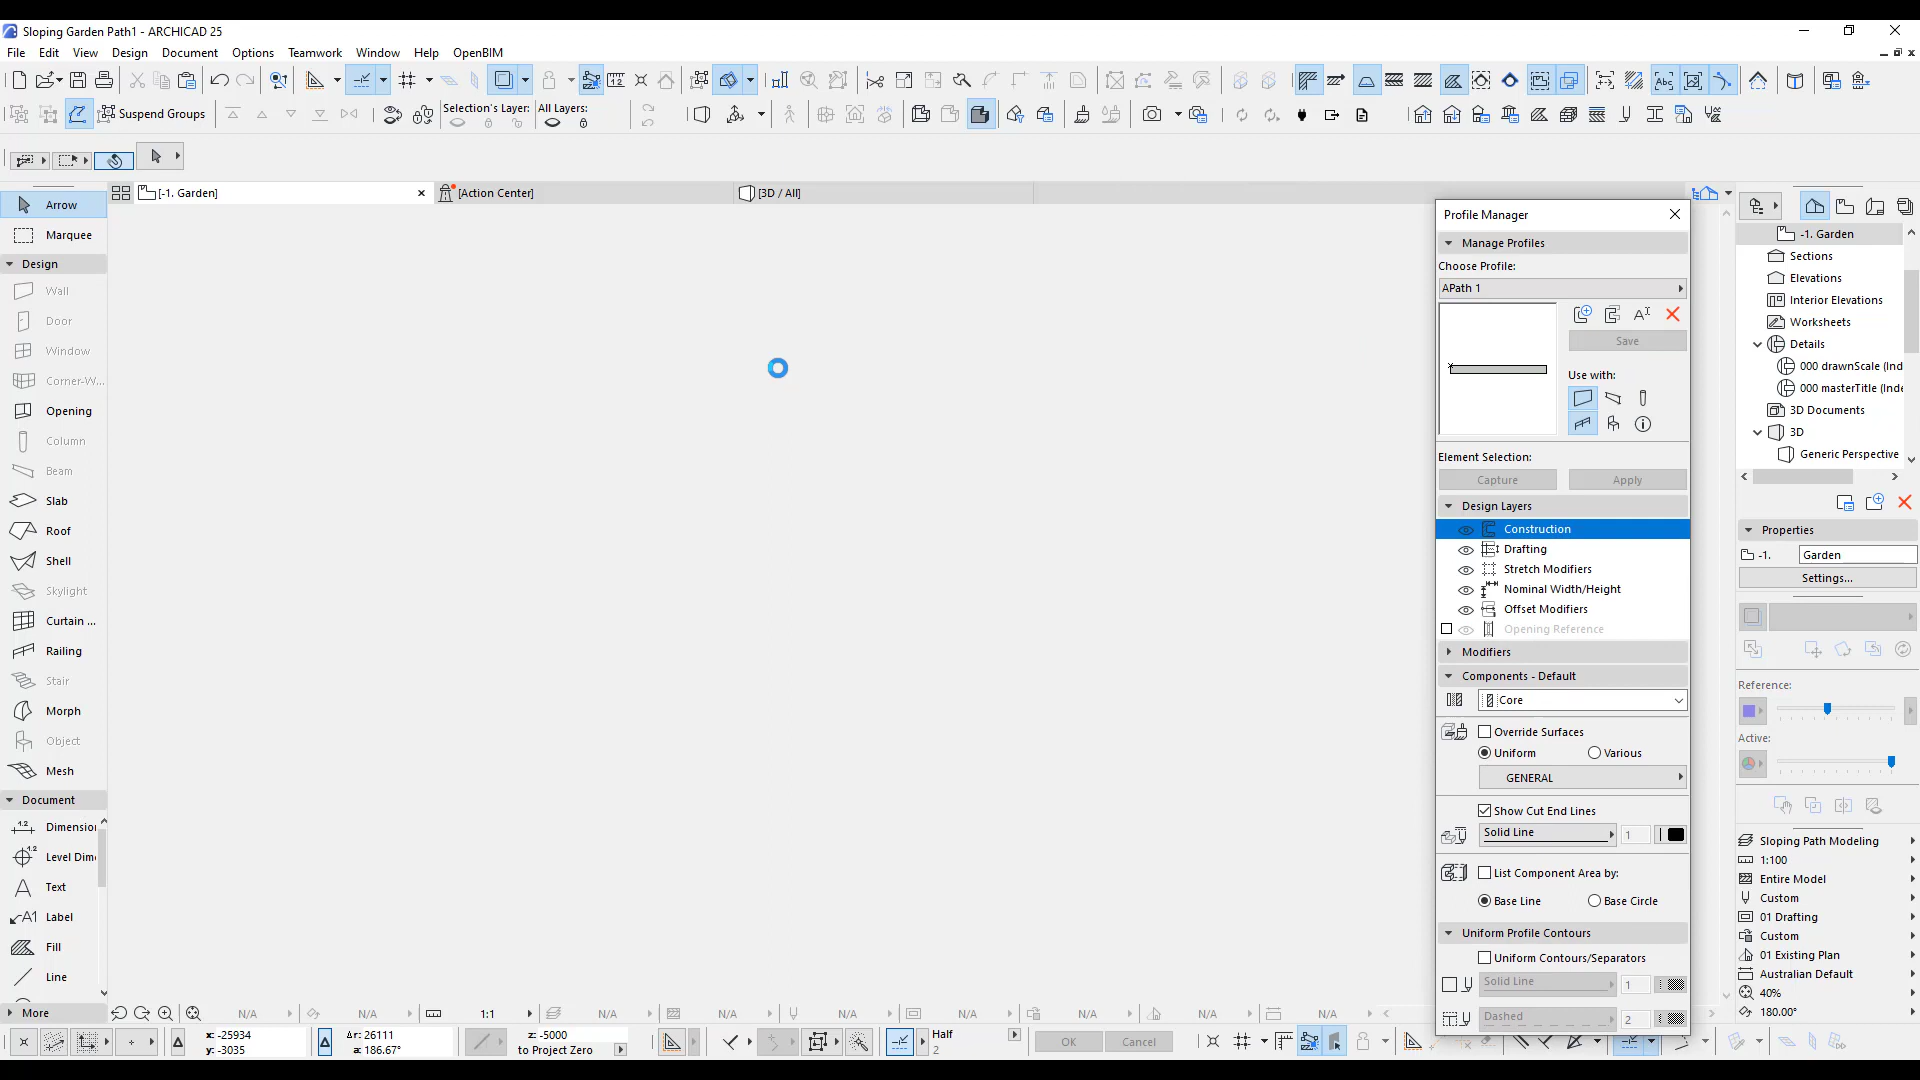 Sloping Garden Path1 - ARCHICAD 25
File Edit View Design Document Options Teamwork Window Help OpenBIM
Suspend Groups
Selection's Layer: All Layers:
[-1. Garden]
[Action Center]
[3D / All]
Arrow
Marquee
Design
Wall
Door
Window
Corner-W...
Opening
Column
Beam
Slab
Roof
Shell
Skylight
Curtain ...
Railing
Stair
Morph
Object
Mesh
Document
Dimension
Level Dim
Text
Label
Fill
Line
More
Profile Manager
Manage Profiles
Choose Profile:
APath 1
Save
Use with:
Element Selection:
Capture Apply
Design Layers
Construction
Drafting
Stretch Modifiers
Nominal Width/Height
Offset Modifiers
Opening Reference
Modifiers
Components - Default
Core
Override Surfaces
Uniform Various
GENERAL
Show Cut End Lines
Solid Line 1
List Component Area by:
Base Line Base Circle
Uniform Profile Contours
Uniform Contours/Separators
Solid Line 1
Dashed 2
-1. Garden
Sections
Elevations
Interior Elevations
Worksheets
Details
000 drawnScale (Ind
000 masterTitle (Inde
3D Documents
3D
Generic Perspective
Properties
-1. Garden
Settings...
Reference:
Active:
Sloping Path Modeling
1:100
Entire Model
Custom
01 Drafting
Custom
01 Existing Plan
Australian Default
40%
180.00°
N/A N/A 1:1 N/A N/A N/A N/A N/A N/A N/A
x: -25934
y: -3035
Δr: 26111
a: 186.67°
z: -5000
to Project Zero
Half
2
OK Cancel